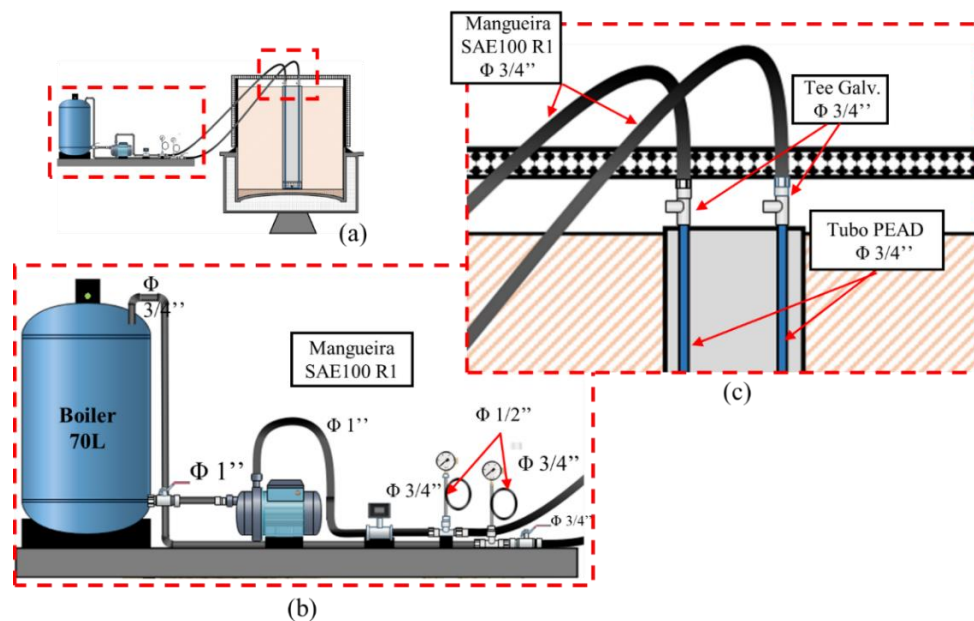 (a)
Mangueira
SAE100 R1
Φ 3/4’’
Tee Galv.
Φ 3/4’’
Tubo PEAD
Φ 3/4’’
(c)
Φ
3/4’’
Mangueira
SAE100 R1
Boiler
70L
Φ 1’’
Φ 1’’
Φ 1/2’’
Φ 3/4’’
Φ 3/4’’
Φ 3/4’’
(b)